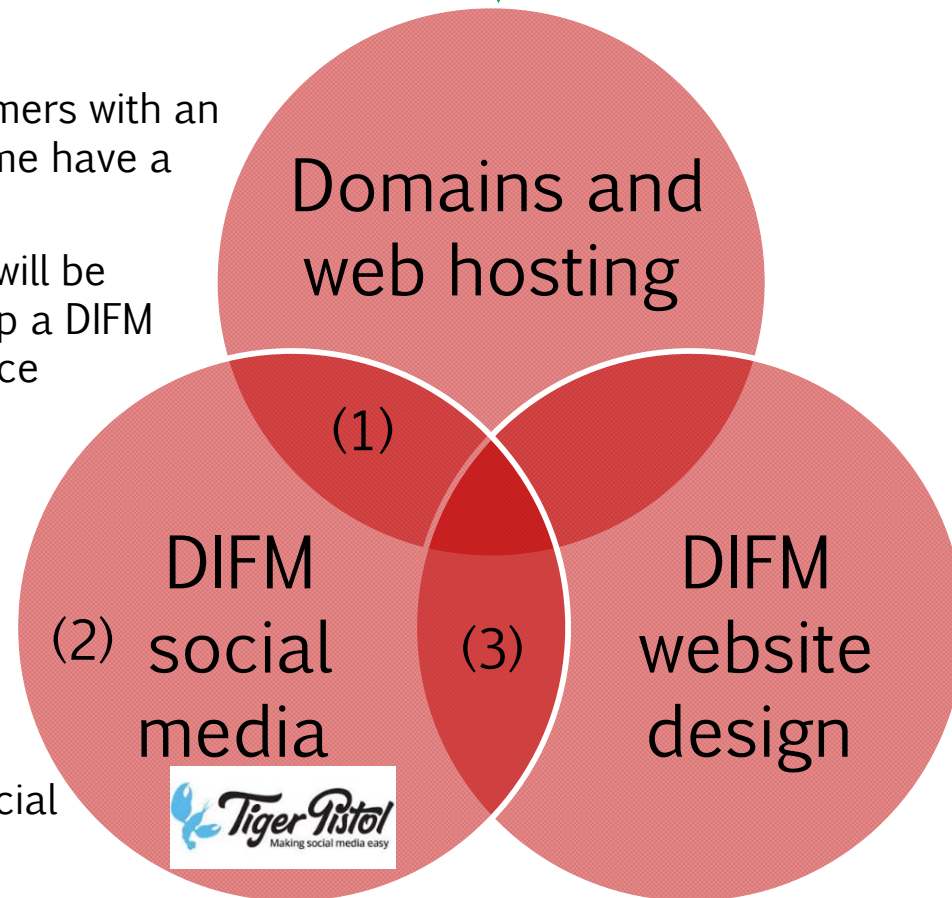 mers with an
me have a
will be
p a DIFM
ce
Domains and
web hosting
(1)
DIFM
social
media
(2)
(3)
DIFM
website
design
cial
Tiger Pistol
Making social media easy